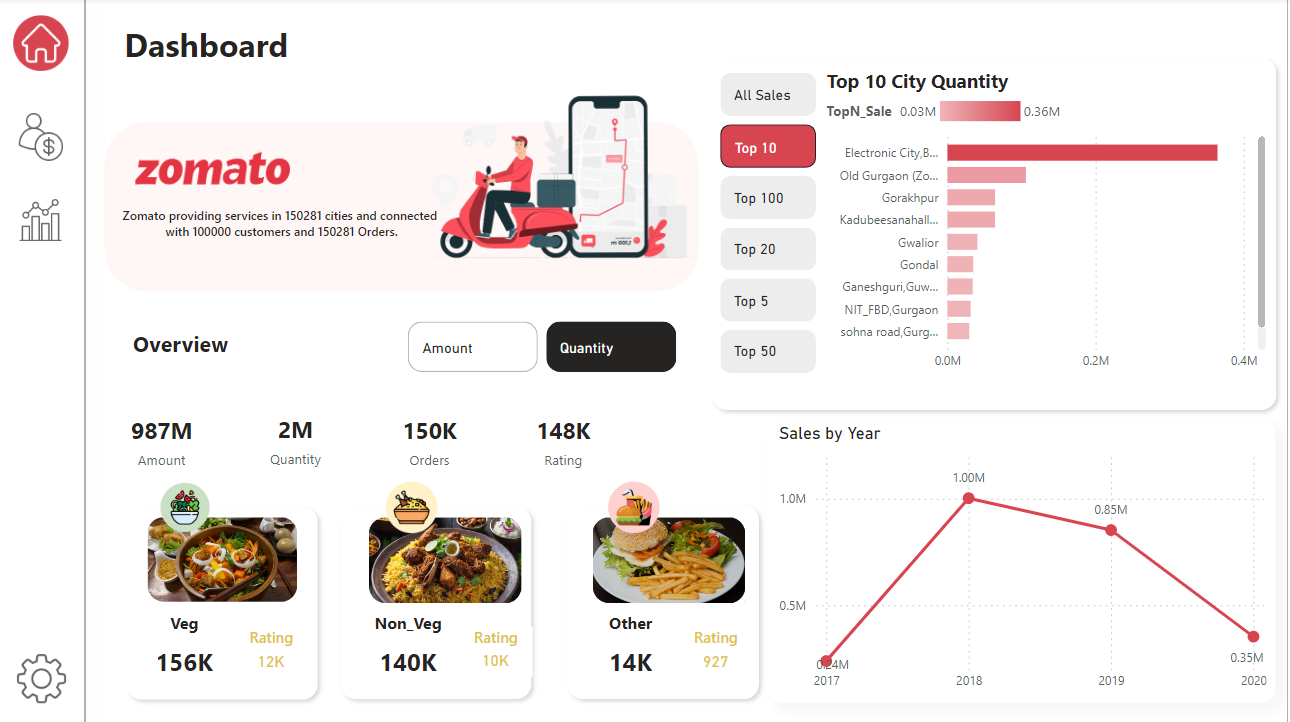 Dashboard
zomato
Zomato providing services in 150281 cities and connected
with 100000 customers and 150281 Orders.
Overview
Amount
Quantity
987M
Amount
2M
Quantity
150K
Orders
148K
Rating
Veg
156K
Rating
12K
Non_Veg
140K
Rating
10K
Other
14K
Rating
927
All Sales
Top 10
Top 100
Top 20
Top 5
Top 50
Top 10 City Quantity
TopN_Sale 0.03M 0.36M
Electronic City,B...
Old Gurgaon (Zo...
Gorakhpur
Kadubeesanahall...
Gwalior
Gondal
Ganeshguri,Guw...
NIT_FBD,Gurgaon
sohna road,Gurg...
0.0M 0.2M 0.4M
Sales by Year
1.00M
1.0M
0.85M
0.5M
0.35M
0.24M
2017 2018 2019 2020